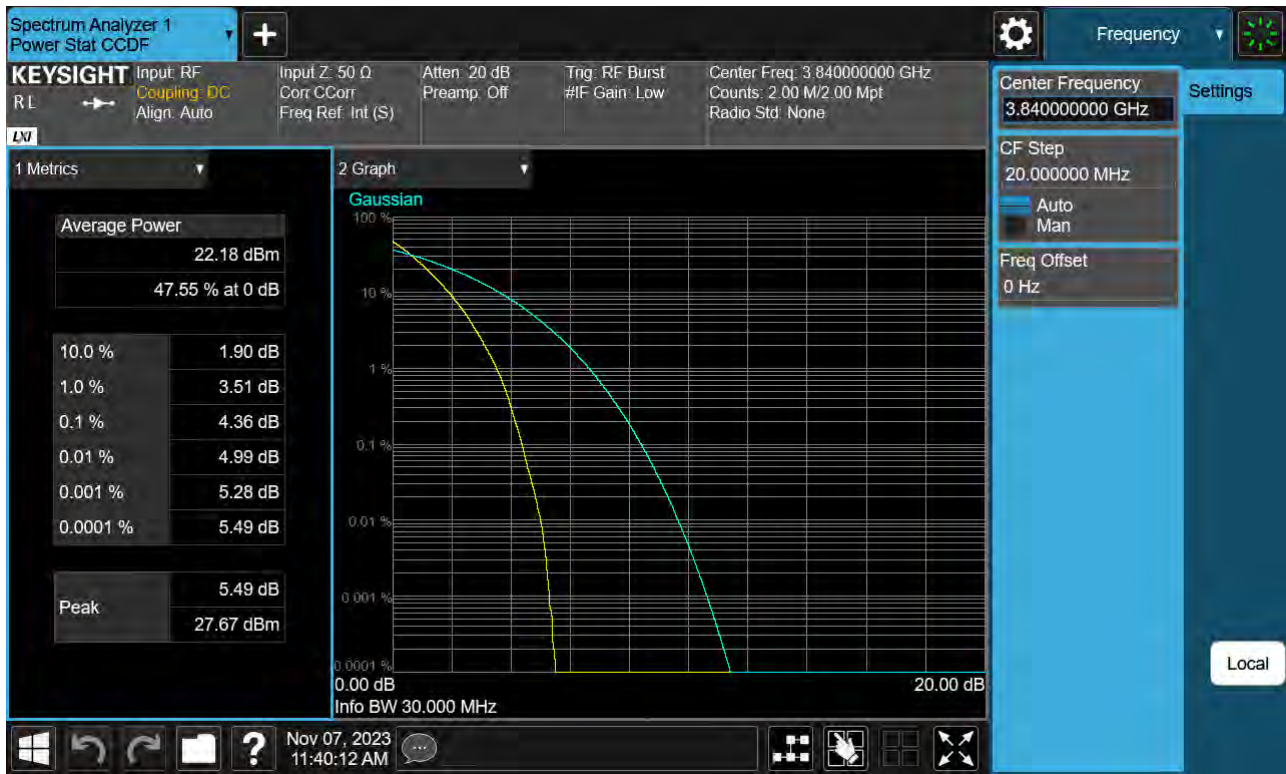 Spectrum Analyzer 1
Power Stat CCDF
Frequency
KEYSIGHT
RL
LXI
Input: RF
Coupling: DC
Align: Auto
Input Z: 50 Ω
Corr CCorr
Freq Ref: Int (S)
Atten: 20 dB
Preamp: Off
Trig: RF Burst
#IF Gain: Low
Center Freq: 3.840000000 GHz
Counts: 2.00 M/2.00 Mpt
Radio Std: None
Center Frequency
3.840000000 GHz
Settings
CF Step
20.000000 MHz
Auto
Man
Freq Offset
0 Hz
1 Metrics
Average Power
22.18 dBm
47.55 % at 0 dB
10.0 % 1.90 dB
1.0 % 3.51 dB
0.1 % 4.36 dB
0.01 % 4.99 dB
0.001 % 5.28 dB
0.0001 % 5.49 dB
Peak
5.49 dB
27.67 dBm
2 Graph
Gaussian
100 %
10 %
1 %
0.1 %
0.01 %
0.001 %
0.0001 %
0.00 dB
20.00 dB
Info BW 30.000 MHz
Local
?
Nov 07, 2023
11:40:12 AM